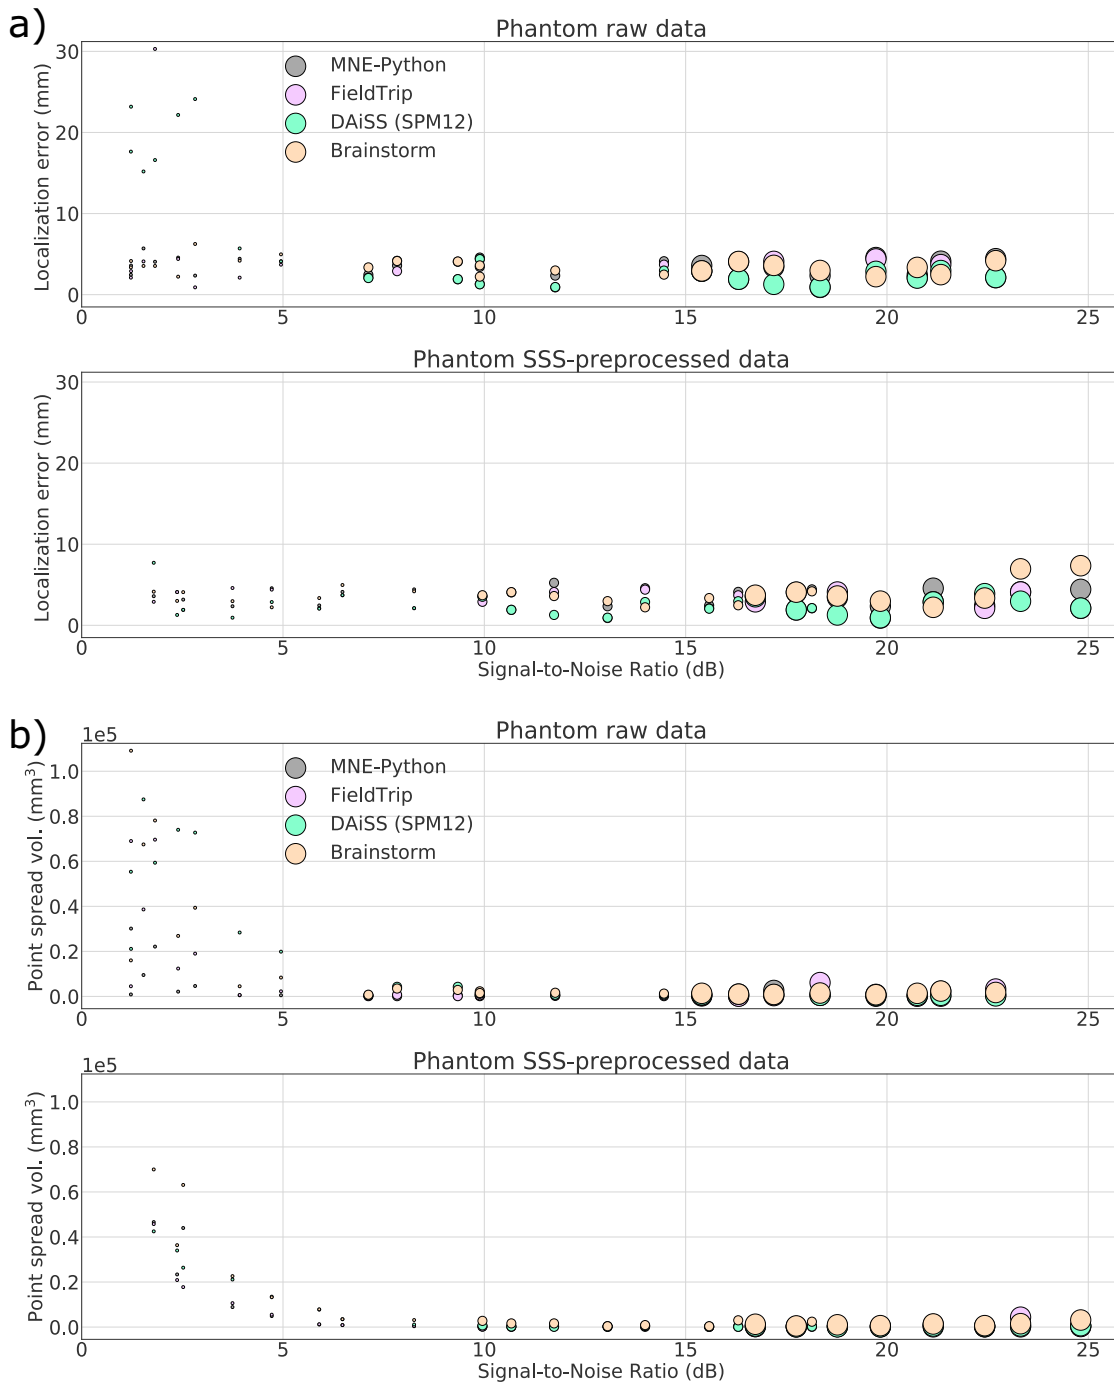 a)
Phantom raw data
Localization error (mm)
30
20
10
0
MNE-Python
FieldTrip
DAiSS (SPM12)
Brainstorm
0 5 10 15 20 25
Phantom SSS-preprocessed data
Localization error (mm)
30
20
10
0
0 5 10 15 20 25
Signal-to-Noise Ratio (dB)
b)
Phantom raw data
1e5
Point spread vol. (mm³)
1.0
0.8
0.6
0.4
0.2
0.0
MNE-Python
FieldTrip
DAiSS (SPM12)
Brainstorm
0 5 10 15 20 25
Phantom SSS-preprocessed data
1e5
Point spread vol. (mm³)
1.0
0.8
0.6
0.4
0.2
0.0
0 5 10 15 20 25
Signal-to-Noise Ratio (dB)